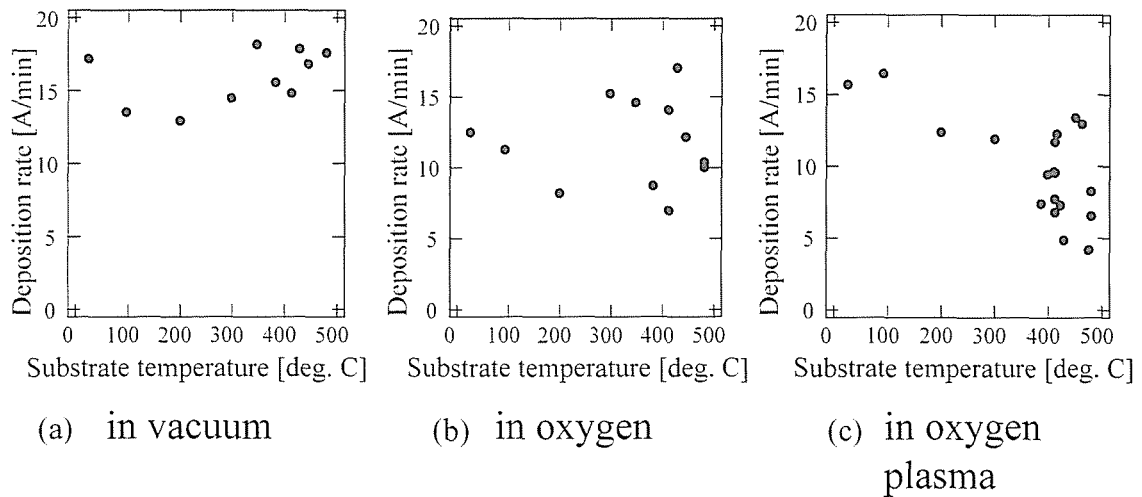 20
15
10
5
0
Deposition rate [A/min]
0 100 200 300 400 500
Substrate temperature [deg. C]
(a) in vacuum
20
15
10
5
0
Deposition rate [A/min]
0 100 200 300 400 500
Substrate temperature [deg. C]
(b) in oxygen
20
15
10
5
0
Deposition rate [A/min]
0 100 200 300 400 500
Substrate temperature [deg. C]
(c) in oxygen
plasma